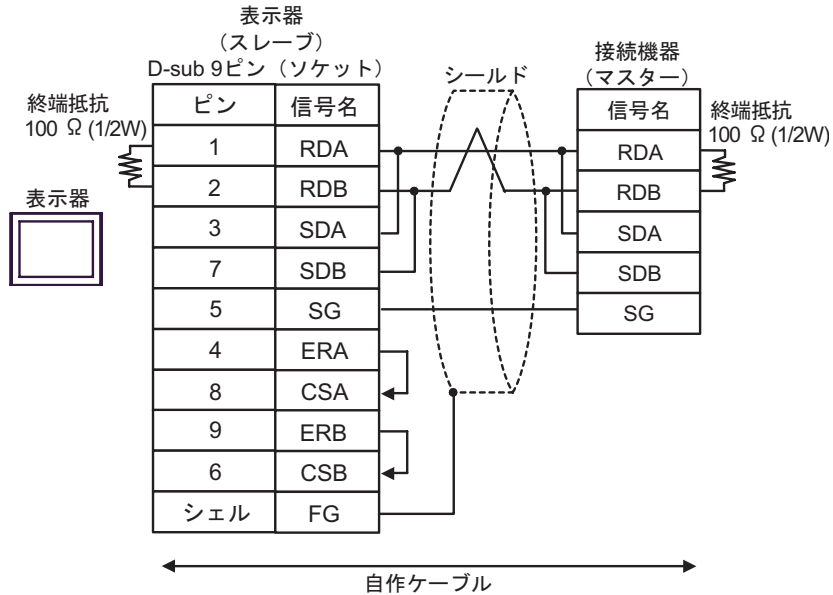 表示器
（スレーブ）
D-sub 9ピン（ソケット）
シールド
接続機器
（マスター）
終端抵抗
100 Ω (1/2W)
ピン 信号名
1 RDA
2 RDB
3 SDA
7 SDB
5 SG
4 ERA
8 CSA
9 ERB
6 CSB
シェル FG
表示器
信号名
RDA
RDB
SDA
SDB
SG
終端抵抗
100 Ω (1/2W)
自作ケーブル